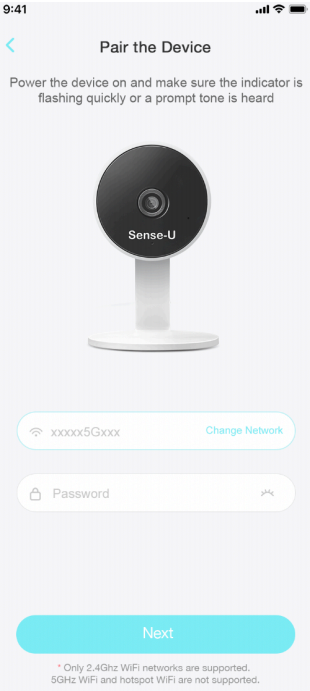 9:41
Pair the Device
Power the device on and make sure the indicator is
flashing quickly or a prompt tone is heard
Sense-U
xxxxx5Gxxx
Change Network
Password
Next
* Only 2.4Ghz WiFi networks are supported.
5GHz WiFi and hotspot WiFi are not supported.